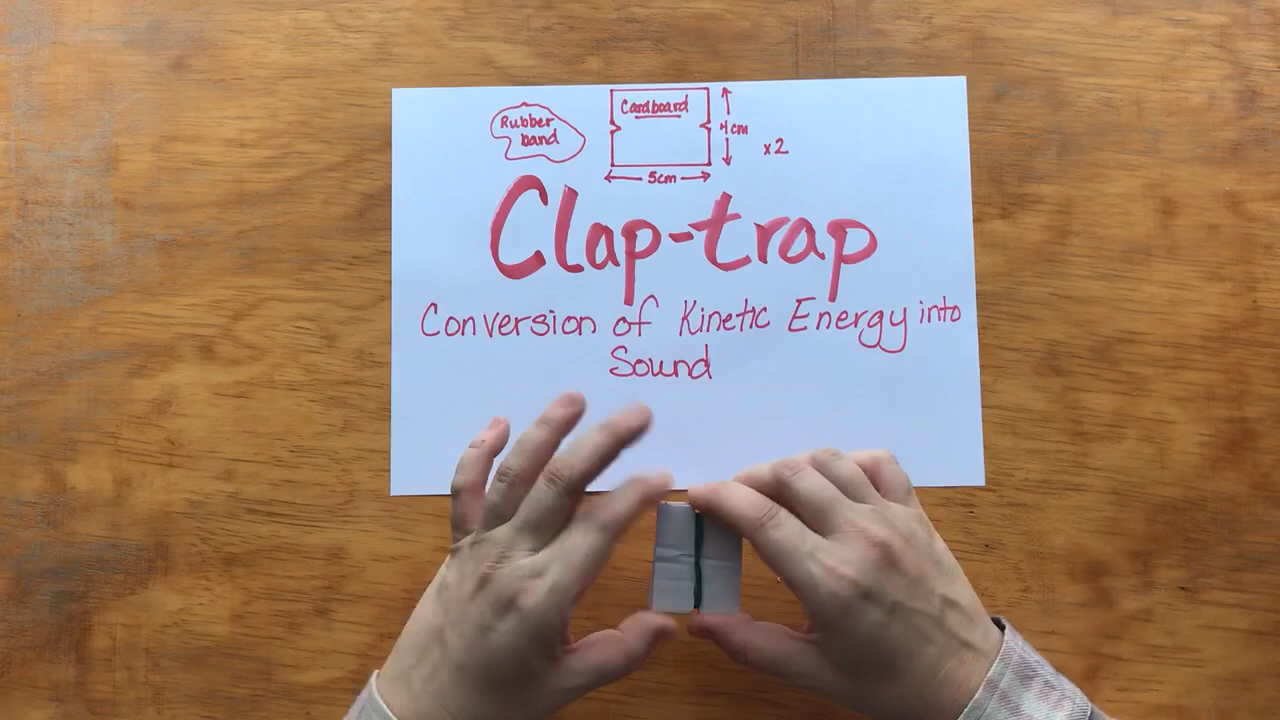 Rubber
band
Cardboard
4cm
x2
5cm
Clap-trap
Conversion of Kinetic Energy into
Sound